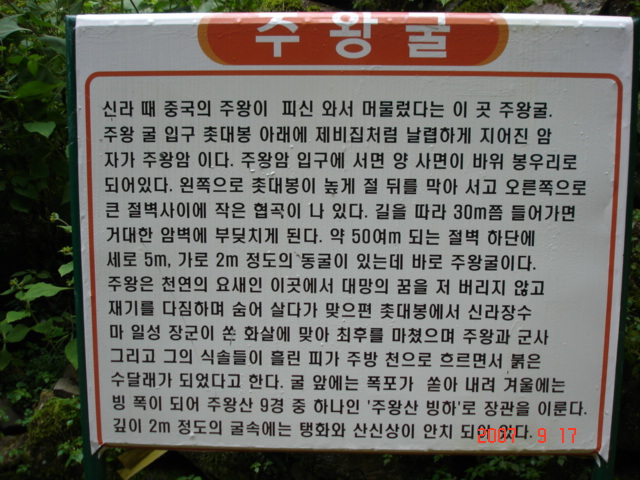 주왕굴
신라 때 중국의 주왕이 피신 와서 머물렀다는 이 곳 주왕굴.
주왕 굴 입구 촛대봉 아래에 제비집처럼 날렵하게 지어진 암
자가 주왕암 이다. 주왕암 입구에 서면 양 사면이 바위 봉우리로
되어있다. 왼쪽으로 촛대봉이 높게 절 뒤를 막아 서고 오른쪽으로
큰 절벽사이에 작은 협곡이 나 있다. 길을 따라 30m쯤 들어가면
거대한 암벽에 부딪치게 된다. 약 50여m 되는 절벽 하단에
세로 5m, 가로 2m 정도의 동굴이 있는데 바로 주왕굴이다.
주왕은 천연의 요새인 이곳에서 대망의 꿈을 저 버리지 않고
재기를 다짐하며 숨어 살다가 맞으편 촛대봉에서 신라장수
마 일성 장군이 쏜 화살에 맞아 최후를 마쳤으며 주왕과 군사
그리고 그의 식솔들이 흘린 피가 주방 천으로 흐르면서 붉은
수달래가 되었다고 한다. 굴 앞에는 폭포가 쏟아 내려 겨울에는
빙 폭이 되어 주왕산 9경 중 하나인 '주왕산 빙하'로 장관을 이룬다.
깊이 2m 정도의 굴속에는 탱화와 산신상이 안치 되어 있다.
2007 9 17